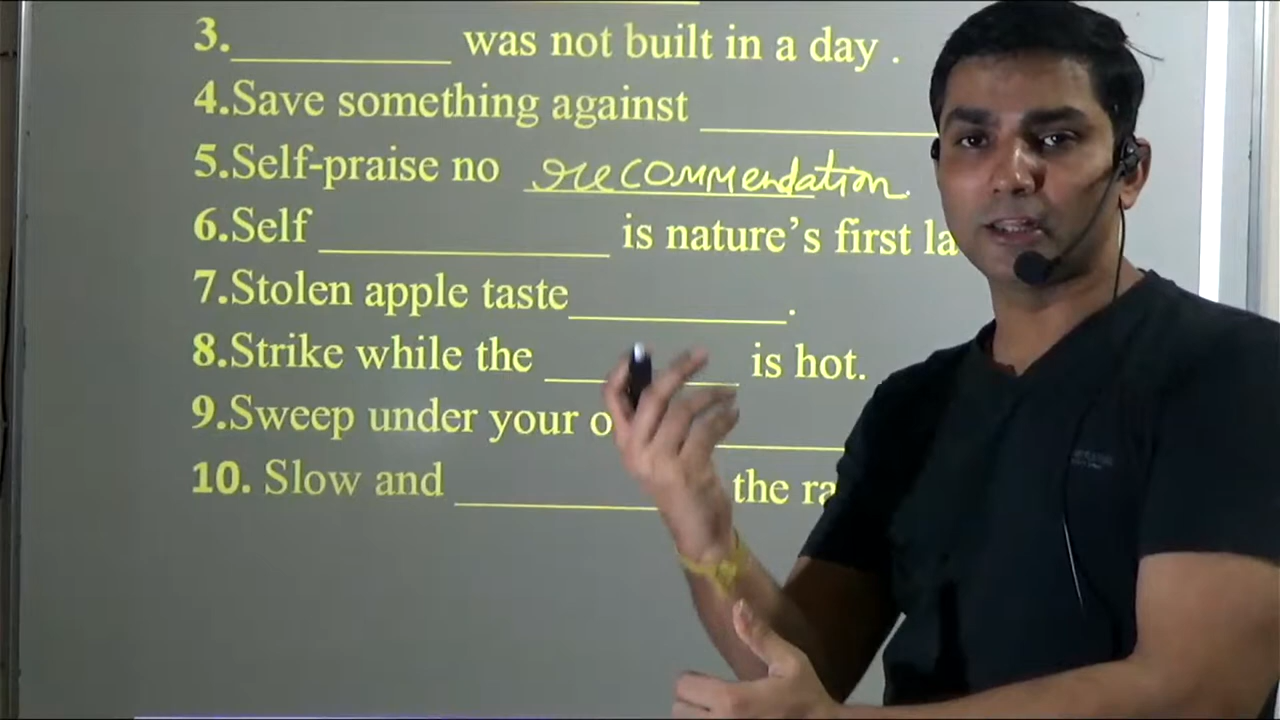 3.__________ was not built in a day .
4.Save something against __________
5.Self-praise no recommendation.
6.Self __________ is nature's first la
7.Stolen apple taste__________.
8.Strike while the __________ is hot.
9.Sweep under your o __________
10. Slow and __________ the ra